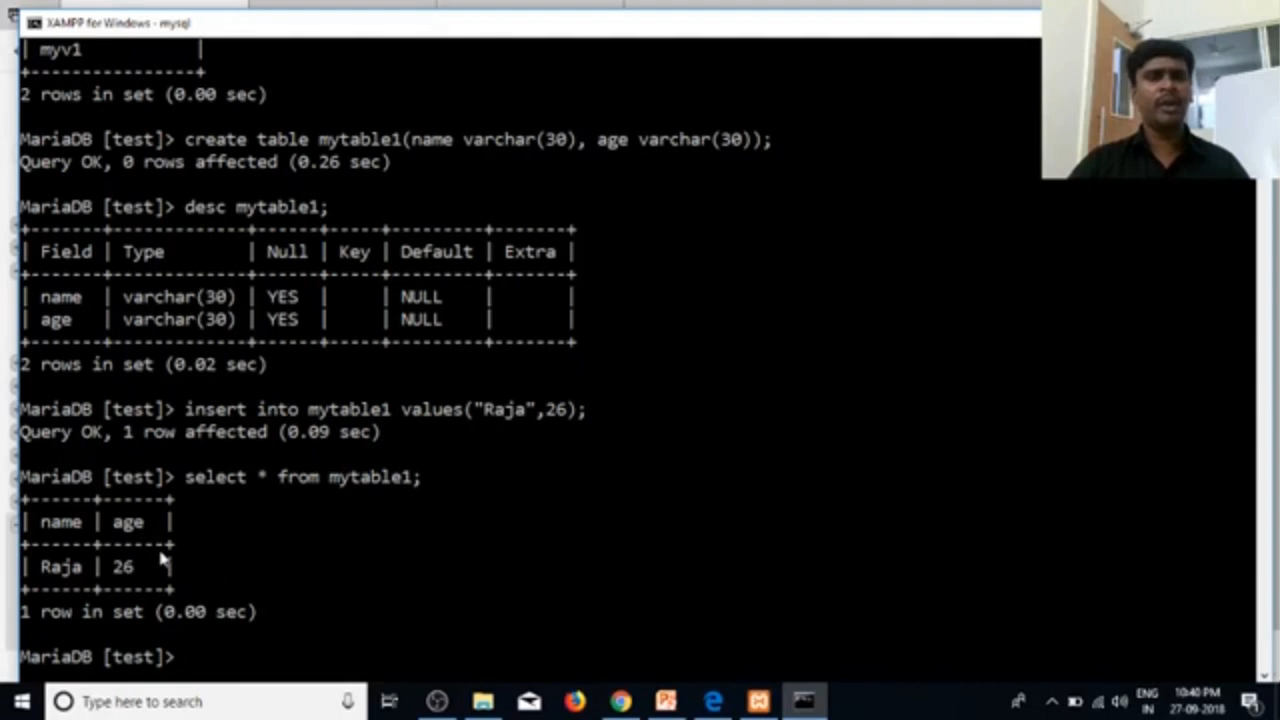 XAMPP for Windows - mysql
| myv1 |
+----------------+
2 rows in set (0.00 sec)
MariaDB [test]> create table mytable1(name varchar(30), age varchar(30));
Query OK, 0 rows affected (0.26 sec)
MariaDB [test]> desc mytable1;
+-------+-------------+------+-----+---------+-------+
| Field | Type | Null | Key | Default | Extra |
+-------+-------------+------+-----+---------+-------+
| name | varchar(30) | YES | | NULL | |
| age | varchar(30) | YES | | NULL | |
+-------+-------------+------+-----+---------+-------+
2 rows in set (0.02 sec)
MariaDB [test]> insert into mytable1 values("Raja",26);
Query OK, 1 row affected (0.09 sec)
MariaDB [test]> select * from mytable1;
+------+------+
| name | age |
+------+------+
| Raja | 26 |
+------+------+
1 row in set (0.00 sec)
MariaDB [test]>
Type here to search
ENG
IN
10:40 PM
27-09-2018